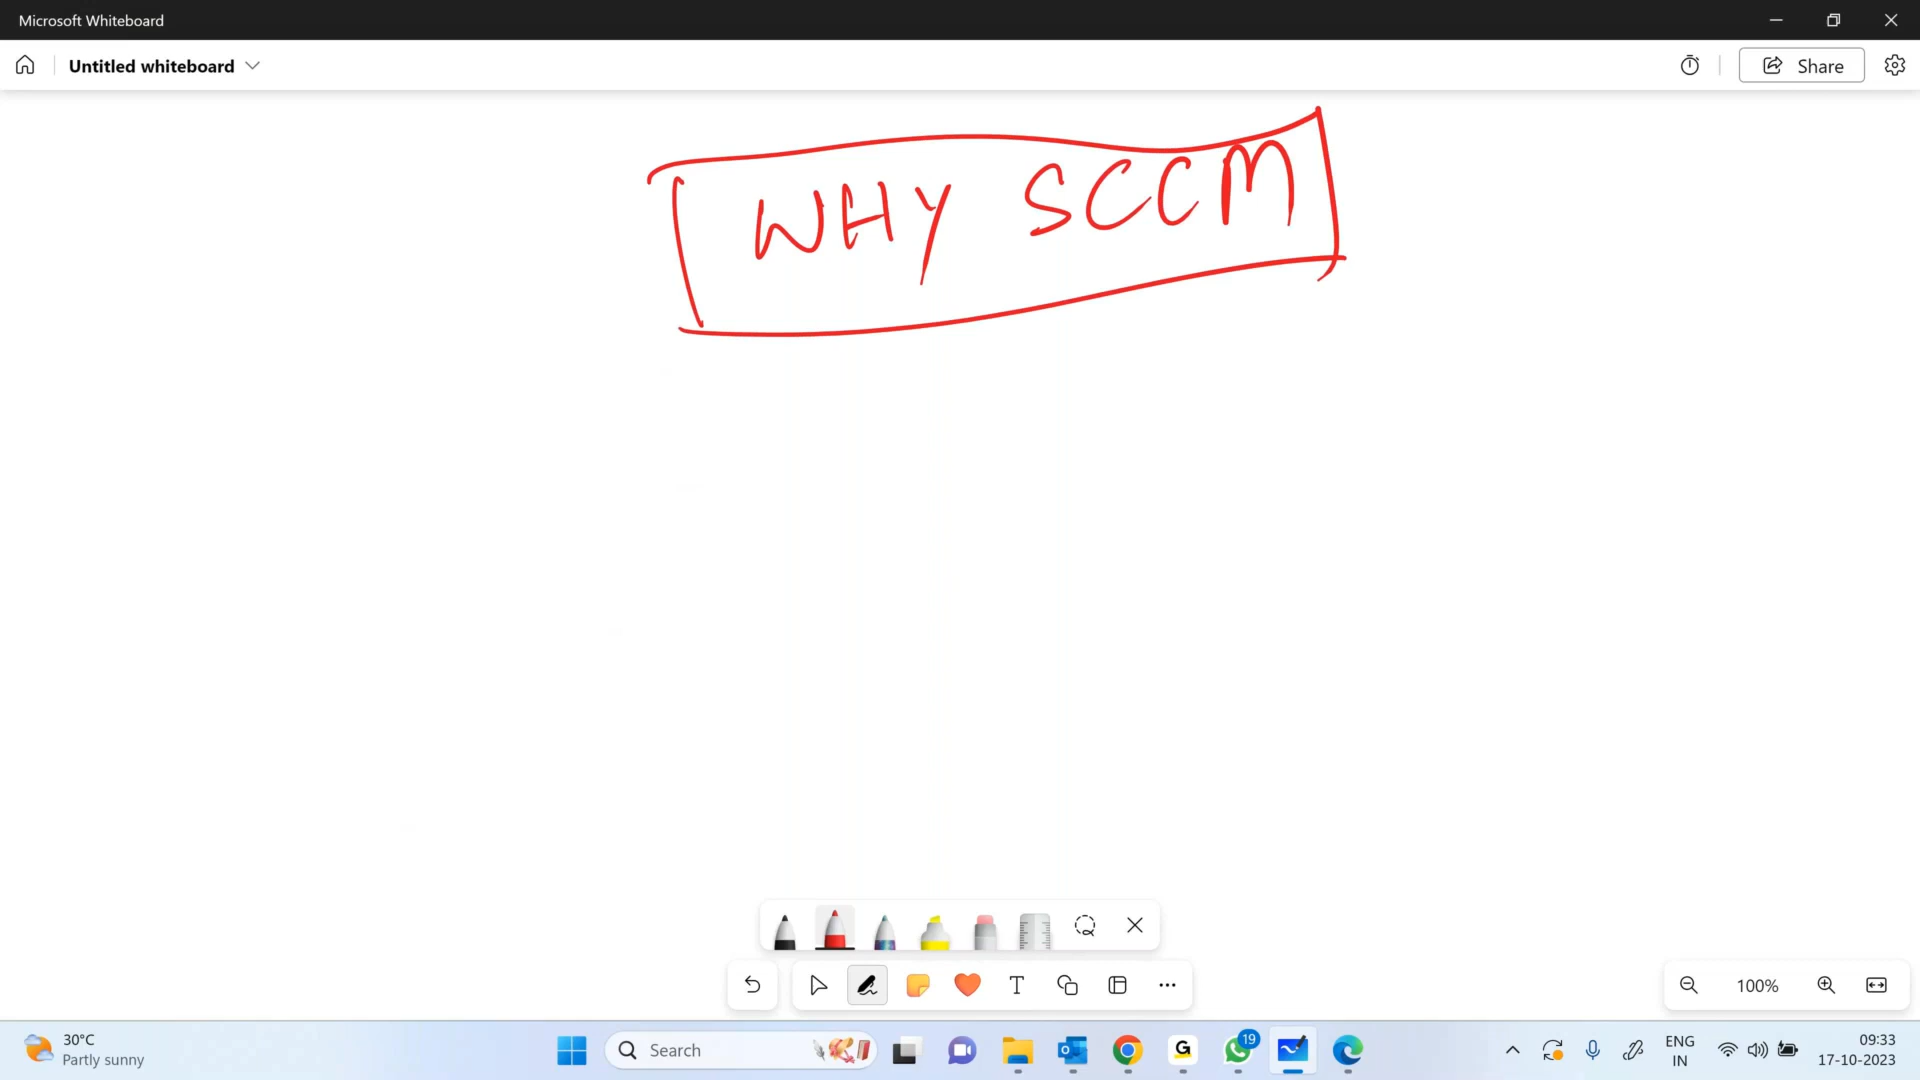 Microsoft Whiteboard
Untitled whiteboard
Share
WHY SCCM
100%
30°C
Partly sunny
Search
G
19
ENG
IN
09:33
17-10-2023